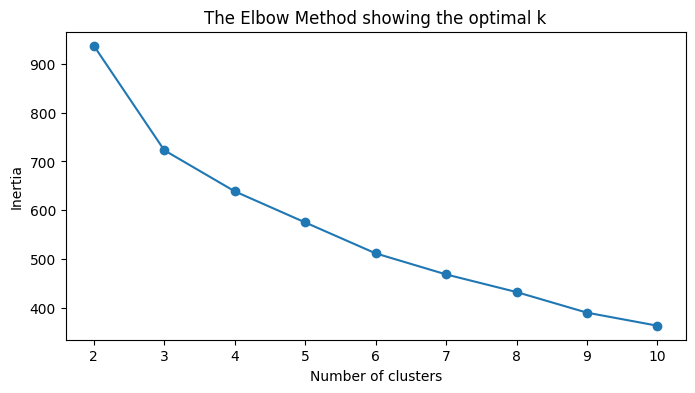 The Elbow Method showing the optimal k
900
800
700
600
500
400
Inertia
2 3 4 5 6 7 8 9 10
Number of clusters